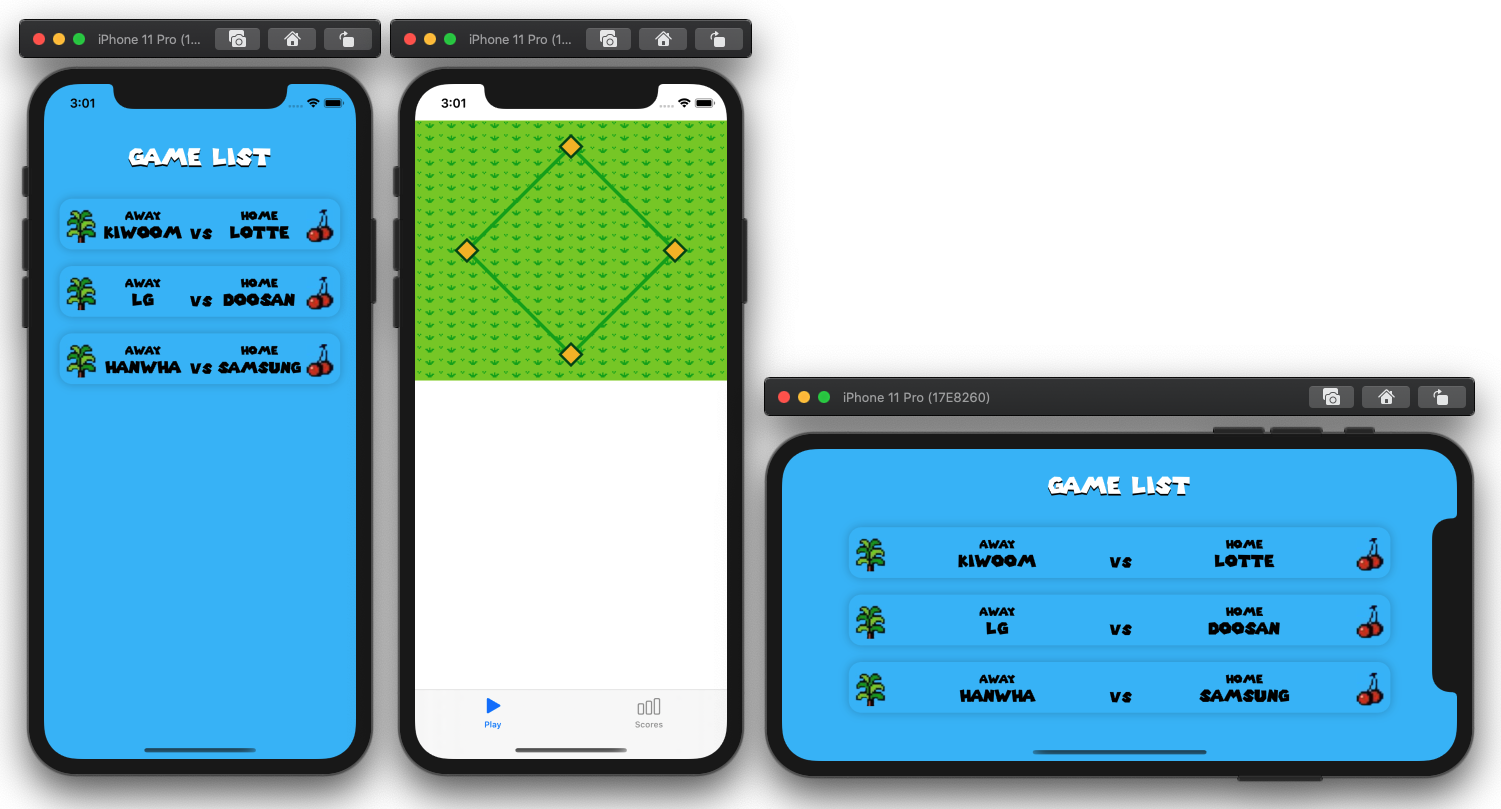 iPhone 11 Pro (1...
3:01
GAME LIST
AWAY HOME
KIWOOM VS LOTTE
AWAY HOME
LG VS DOOSAN
AWAY HOME
HANWHA VS SAMSUNG
iPhone 11 Pro (1...
3:01
Play Scores
iPhone 11 Pro (17E8260)
GAME LIST
AWAY HOME
KIWOOM VS LOTTE
AWAY HOME
LG VS DOOSAN
AWAY HOME
HANWHA VS SAMSUNG